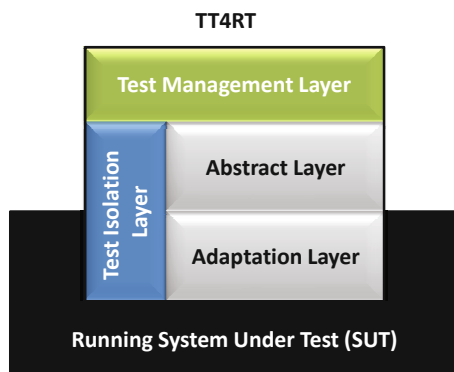 TT4RT
Test Management Layer
Test Isolation
Layer
Abstract Layer
Adaptation Layer
Running System Under Test (SUT)